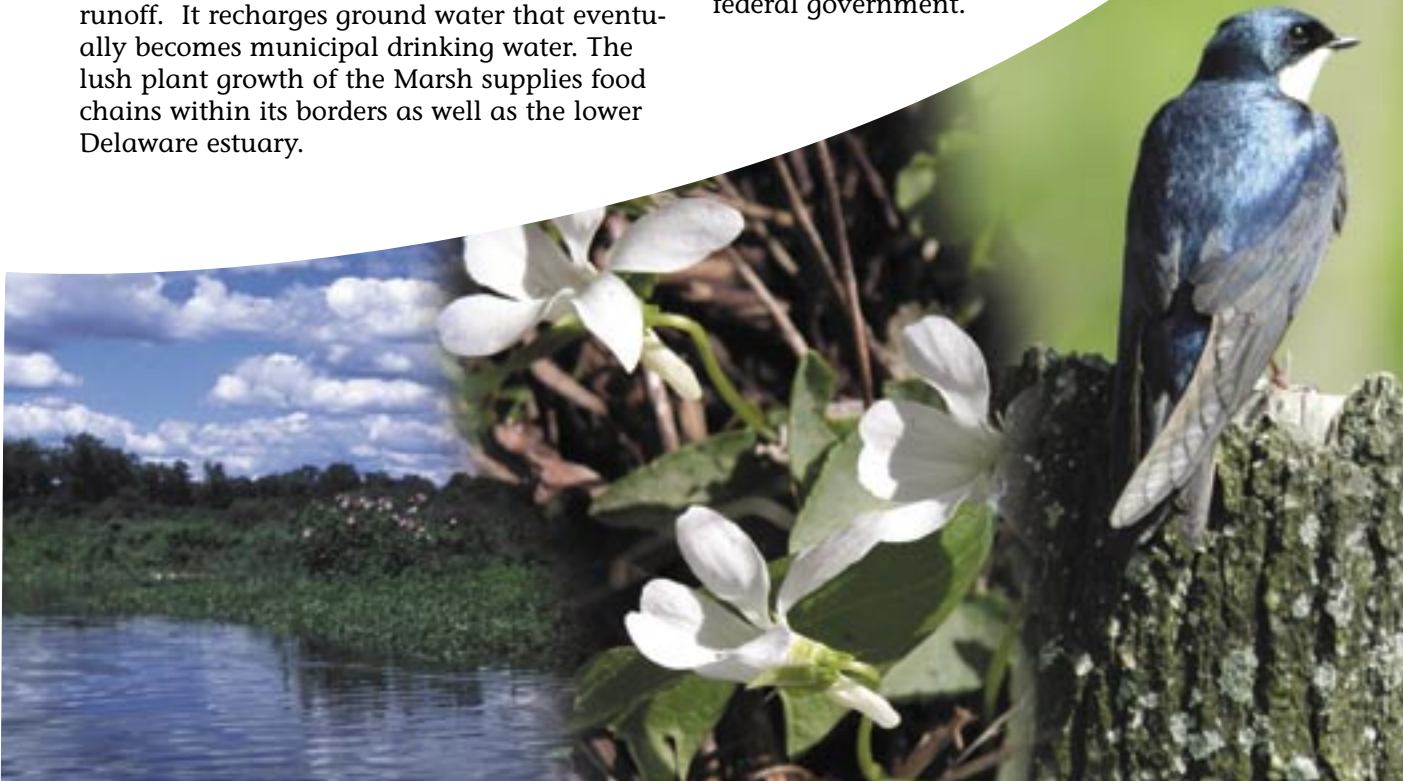 runoff.  It recharges ground water that eventu-
ally becomes municipal drinking water. The
lush plant growth of the Marsh supplies food
chains within its borders as well as the lower
Delaware estuary.
federal government.